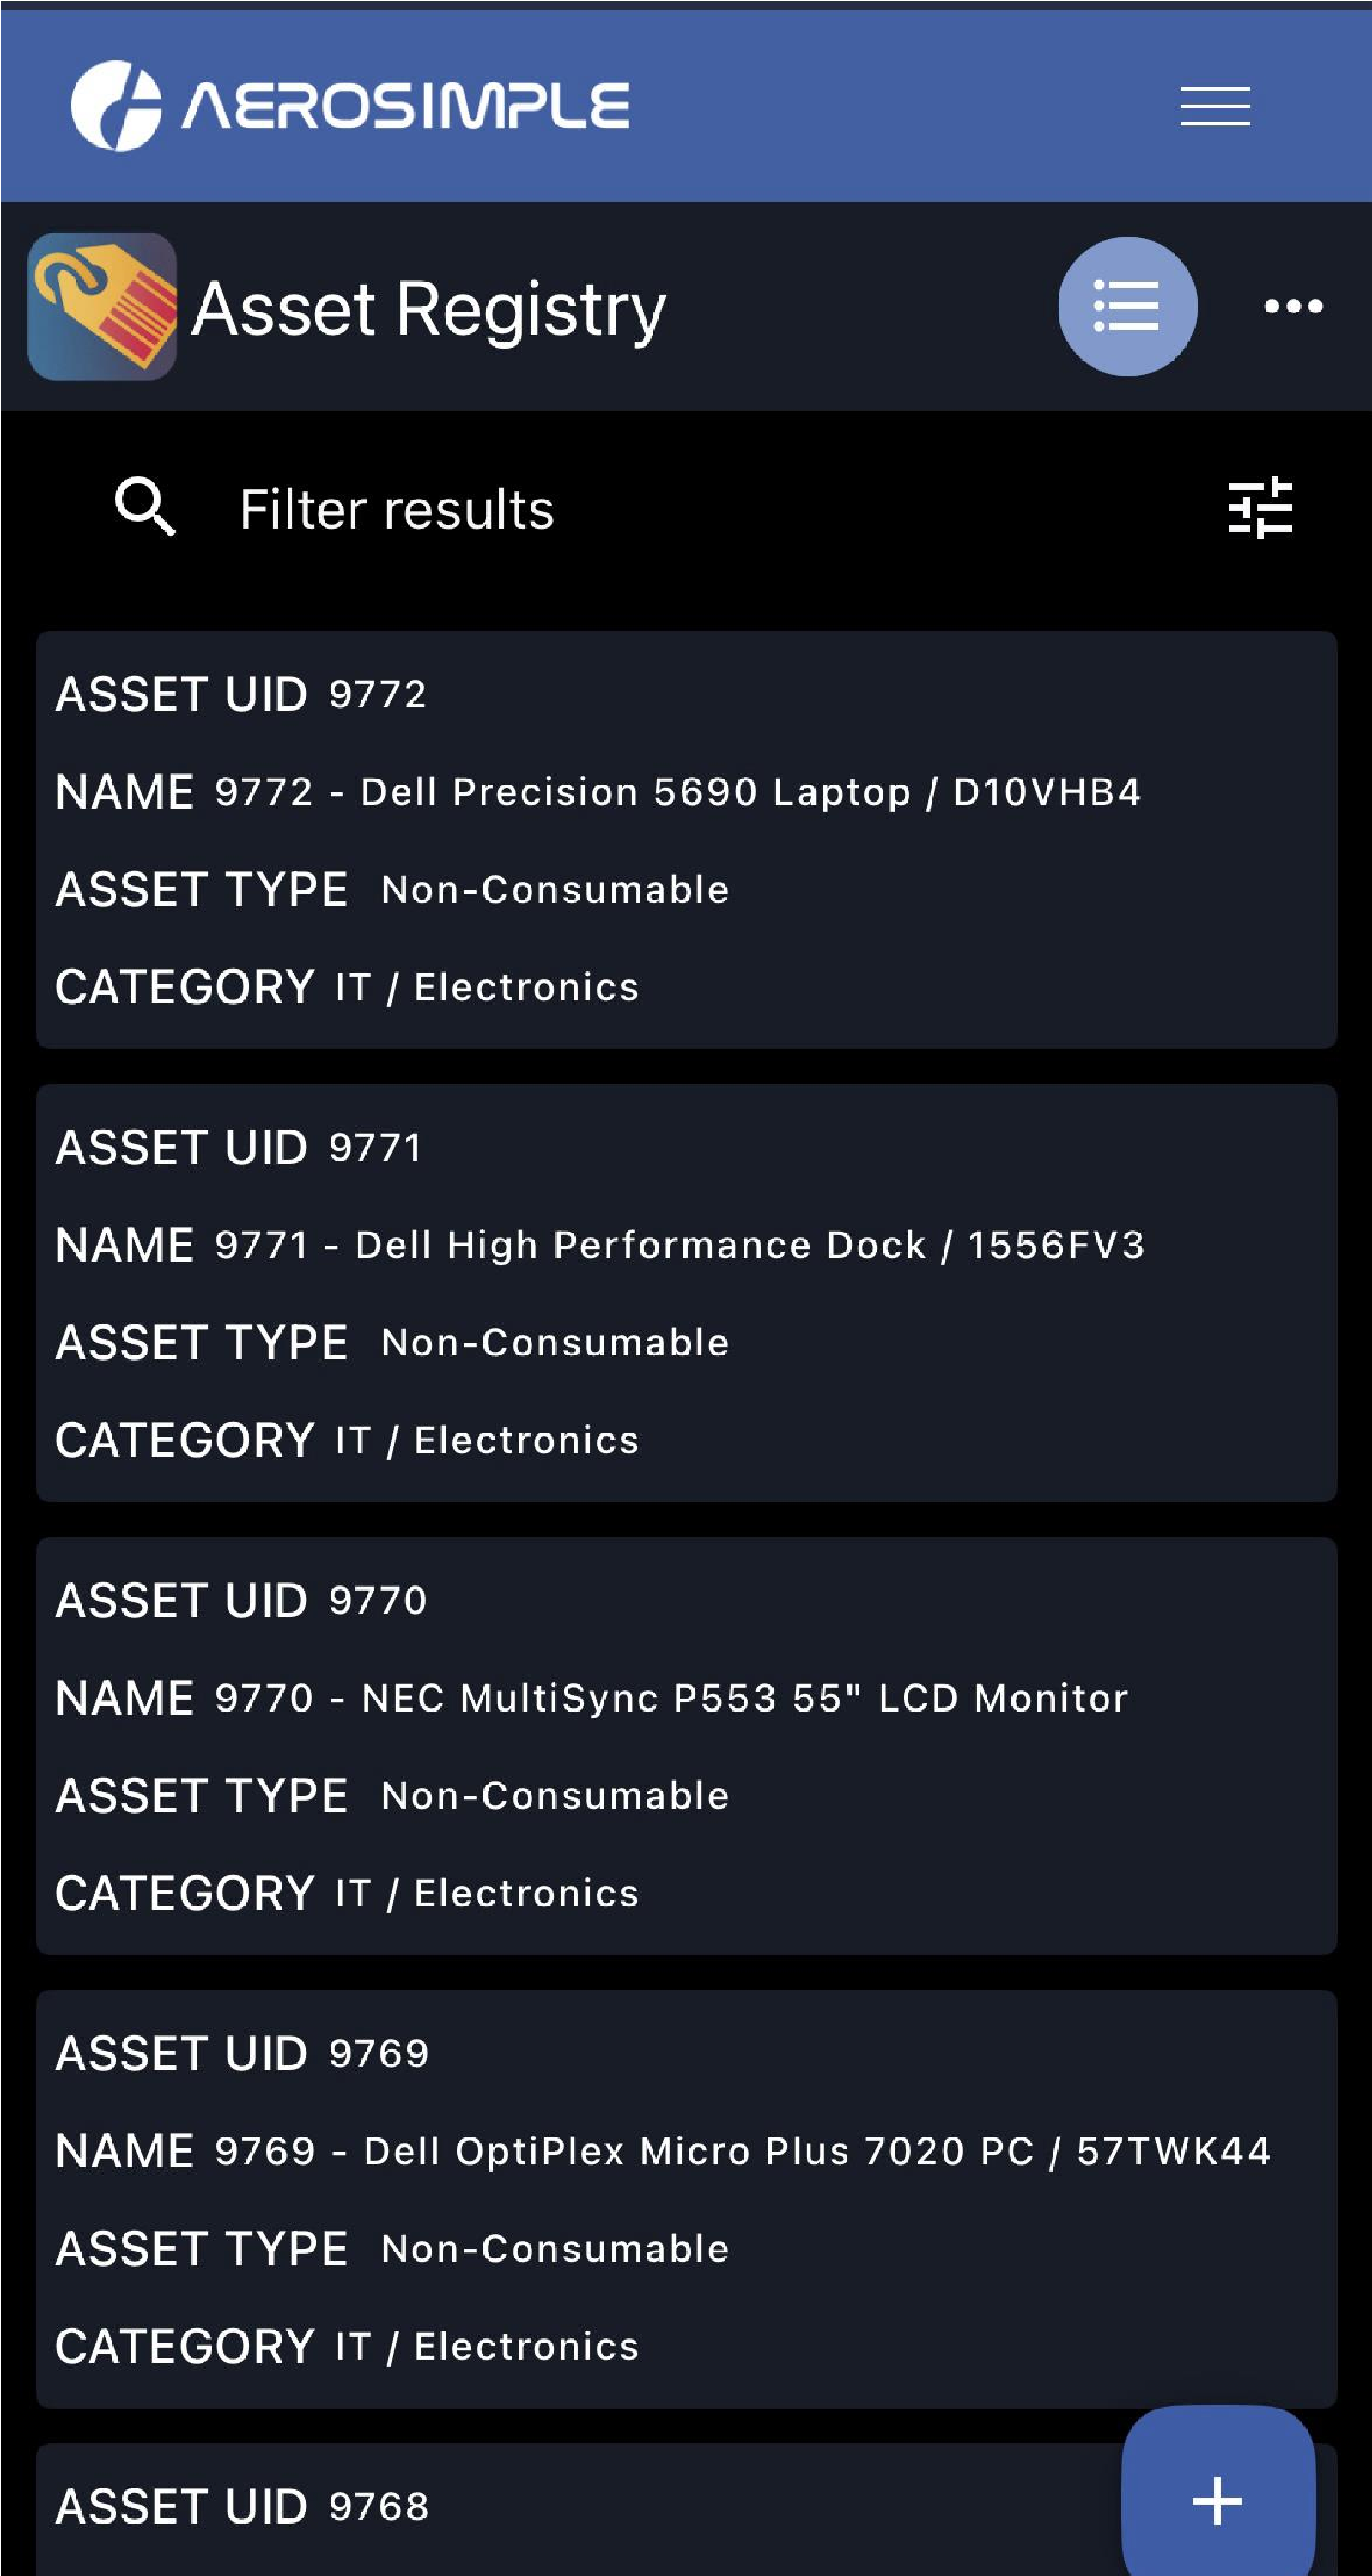 AEROSIMPLE
Asset Registry
Filter results
ASSET UID 9772
NAME 9772 - Dell Precision 5690 Laptop / D10VHB4
ASSET TYPE Non-Consumable
CATEGORY IT / Electronics
ASSET UID 9771
NAME 9771 - Dell High Performance Dock / 1556FV3
ASSET TYPE Non-Consumable
CATEGORY IT / Electronics
ASSET UID 9770
NAME 9770 - NEC MultiSync P553 55" LCD Monitor
ASSET TYPE Non-Consumable
CATEGORY IT / Electronics
ASSET UID 9769
NAME 9769 - Dell OptiPlex Micro Plus 7020 PC / 57TWK44
ASSET TYPE Non-Consumable
CATEGORY IT / Electronics
ASSET UID 9768